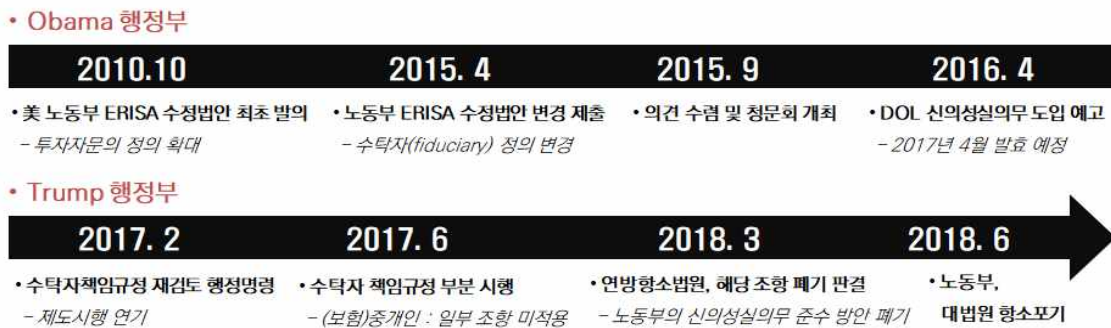 • Obama 행정부
2010.10 2015. 4 2015. 9 2016. 4
• 美 노동부 ERISA 수정법안 최초 발의 • 노동부 ERISA 수정법안 변경 제출 • 의견 수렴 및 청문회 개최 • DOL 신의성실의무 도입 예고
- 투자자문의 정의 확대 - 수탁자(fiduciary) 정의 변경 - 2017년 4월 발효 예정
• Trump 행정부
2017. 2 2017. 6 2018. 3 2018. 6
• 수탁자책임규정 재검토 행정명령 • 수탁자 책임규정 부분 시행 • 연방항소법원, 해당 조항 폐기 판결 • 노동부,
- 제도시행 연기 - (보험)중개인 : 일부 조항 미적용 - 노동부의 신의성실의무 준수 방안 폐기 대법원 항소포기